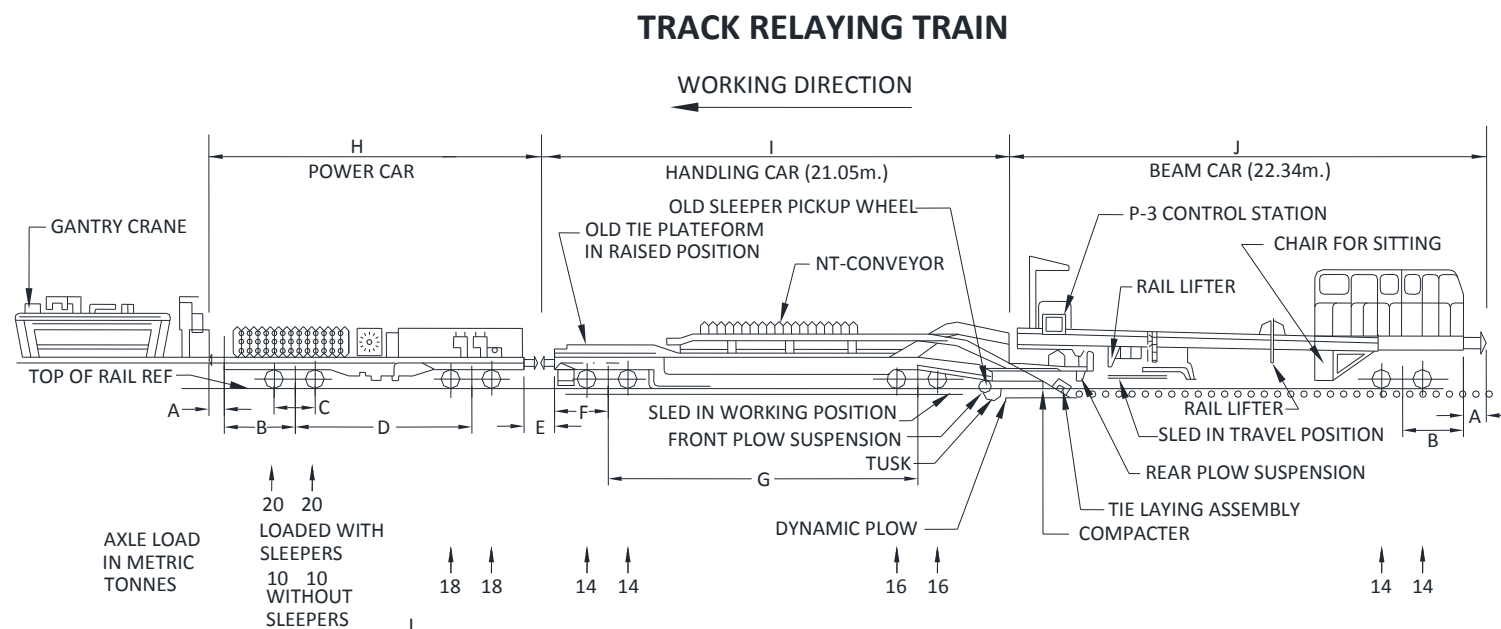 TRACK RELAYING TRAIN
WORKING DIRECTION
H
POWER CAR
I
HANDLING CAR (21.05m.)
J
BEAM CAR (22.34m.)
GANTRY CRANE
OLD SLEEPER PICKUP WHEEL
OLD TIE PLATEFORM
IN RAISED POSITION
NT-CONVEYOR
P-3 CONTROL STATION
CHAIR FOR SITTING
RAIL LIFTER
TOP OF RAIL REF
A
B
C
D
E
F
G
SLED IN WORKING POSITION
FRONT PLOW SUSPENSION
TUSK
DYNAMIC PLOW
RAIL LIFTER
SLED IN TRAVEL POSITION
REAR PLOW SUSPENSION
TIE LAYING ASSEMBLY
COMPACTER
B
A
AXLE LOAD
IN METRIC
TONNES
20 20
LOADED WITH
SLEEPERS
10 10
WITHOUT
SLEEPERS
18 18
14 14
16 16
14 14